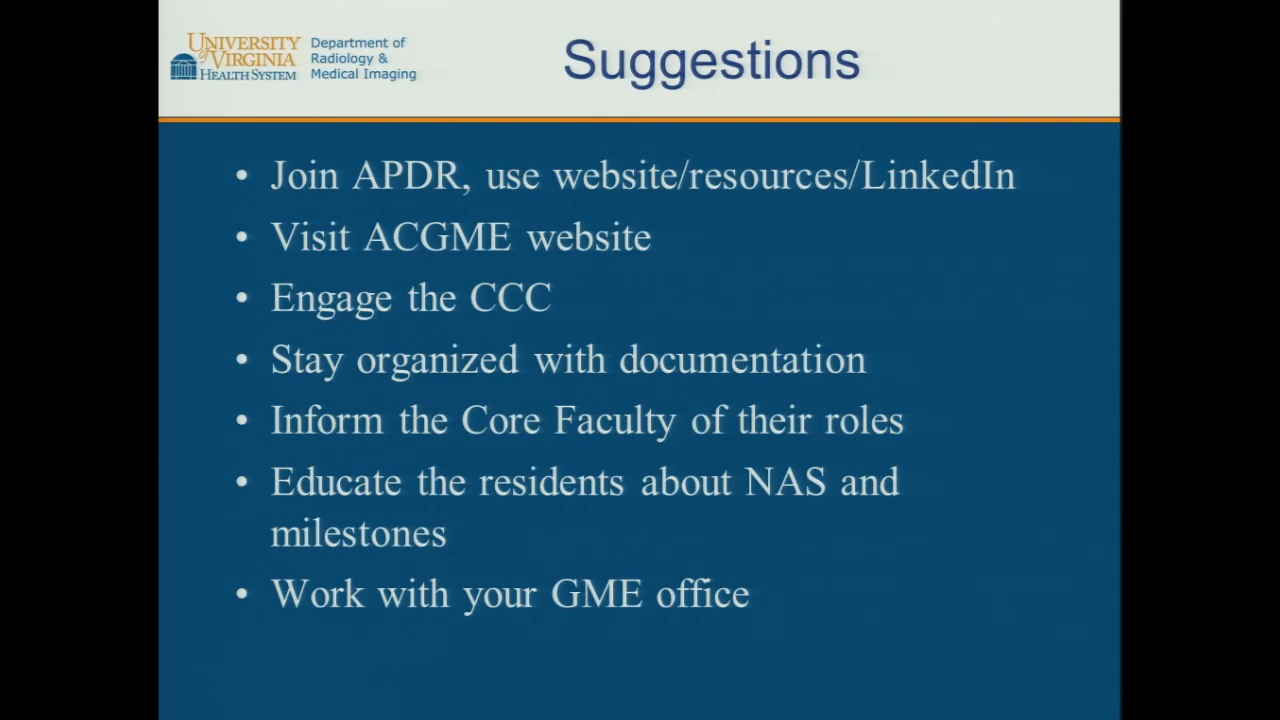 UNIVERSITY
of VIRGINIA
HEALTH SYSTEM
Department of
Radiology &
Medical Imaging
Suggestions
• Join APDR, use website/resources/LinkedIn
• Visit ACGME website
• Engage the CCC
• Stay organized with documentation
• Inform the Core Faculty of their roles
• Educate the residents about NAS and
milestones
• Work with your GME office